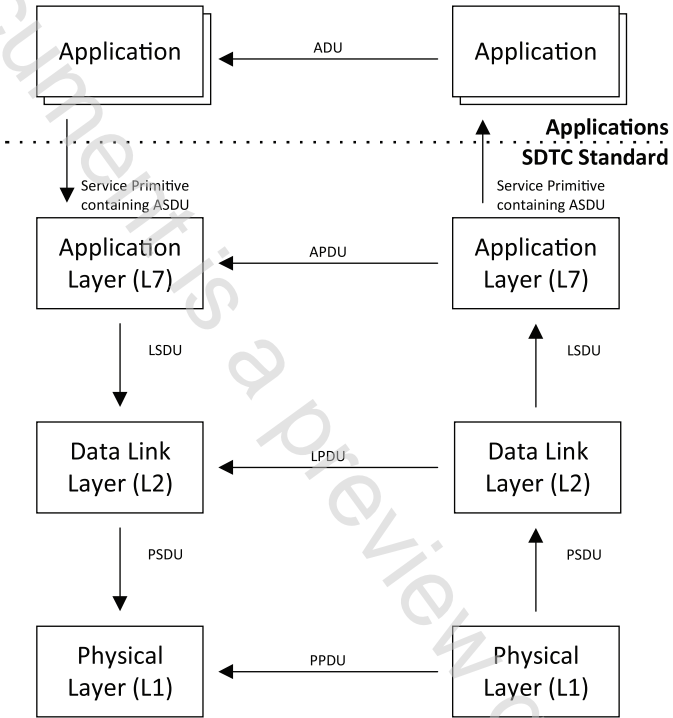 Application
ADU
Application
Applications
SDTC Standard
Service Primitive
containing ASDU
Service Primitive
containing ASDU
Application
Layer (L7)
APDU
Application
Layer (L7)
LSDU
LSDU
Data Link
Layer (L2)
LPDU
Data Link
Layer (L2)
PSDU
PSDU
Physical
Layer (L1)
PPDU
Physical
Layer (L1)
is a preview